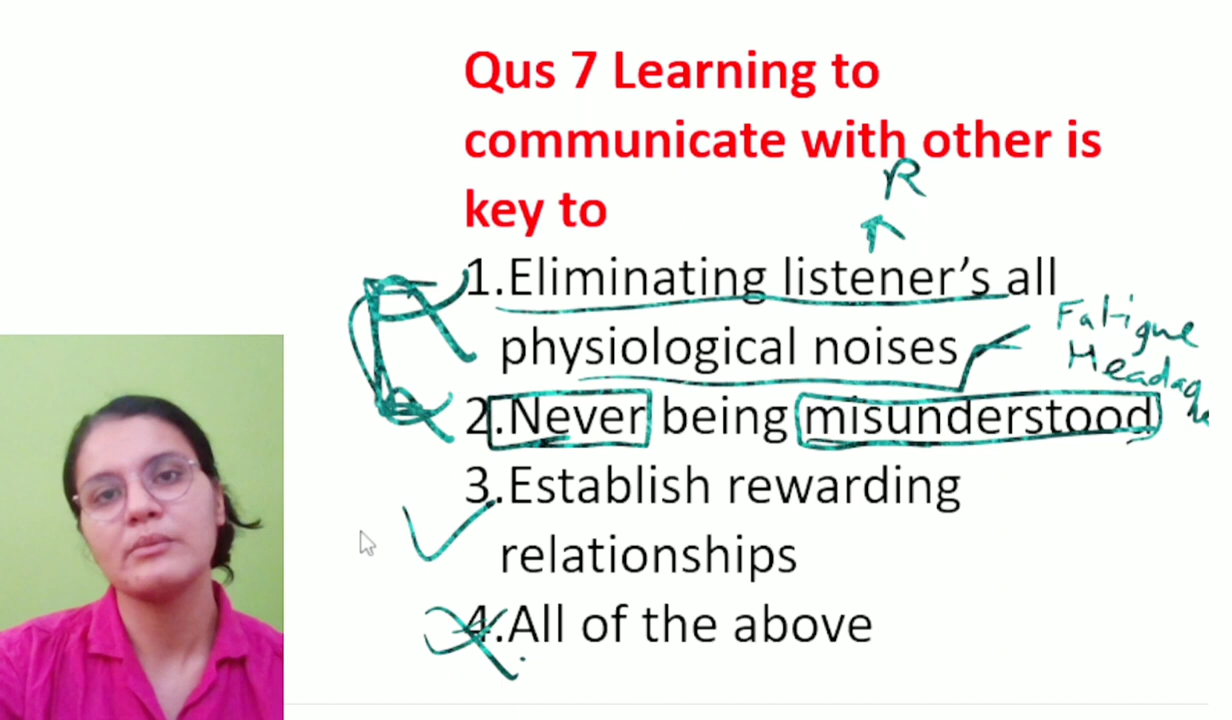 Qus 7 Learning to
communicate with other is
key to
R
1.Eliminating listener’s all
physiological noises
Fatigue
2.Never being misunderstood
3.Establish rewarding
relationships
4.All of the above